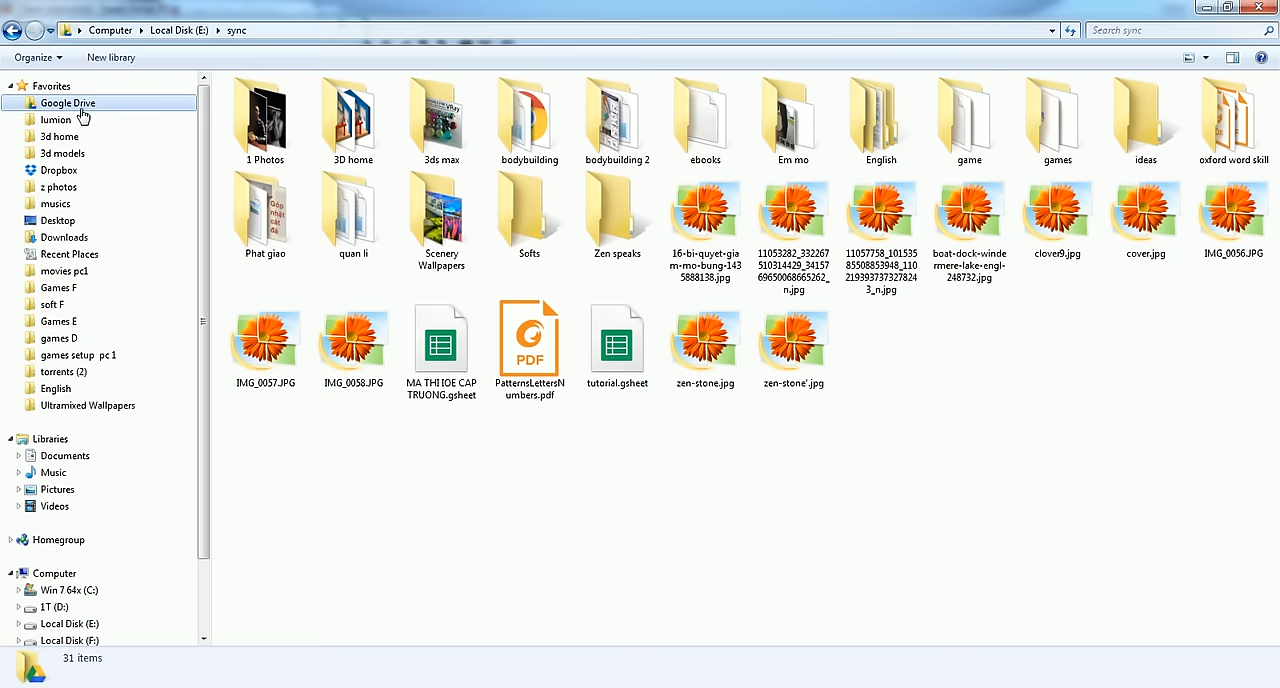 Computer ▸ Local Disk (E:) ▸ sync
Search sync
Organize
New library
Favorites
Google Drive
lumion
3d home
3d models
Dropbox
z photos
musics
Desktop
Downloads
Recent Places
movies pc1
Games F
soft F
Games E
games D
games setup pc1
torrents (2)
English
Ultramixed Wallpapers
Libraries
Documents
Music
Pictures
Videos
Homegroup
Computer
Win 7 64x (C:)
1T (D:)
Local Disk (E:)
Local Disk (F:)
1 Photos
3D home
3ds max
bodybuilding
bodybuilding 2
ebooks
Em mo
English
game
games
ideas
oxford word skill
Phat giao
quan li
Scenery
Wallpapers
Softs
Zen speaks
16-bi-quyet-gia
m-mo-bung-143
5888138.jpg
11053282_332267
510314429_34157
69650068665262_
n.jpg
11057758_101535
85508853948_110
219393737327824
3_n.jpg
boat-dock-winde
rmere-lake-engl-
248732.jpg
clover9.jpg
cover.jpg
IMG_0056.JPG
IMG_0057.JPG
IMG_0058.JPG
MA THI IOE CAP
TRUONG.gsheet
PDF
PatternsLettersN
umbers.pdf
tutorial.gsheet
zen-stone.jpg
zen-stone'.jpg
31 items